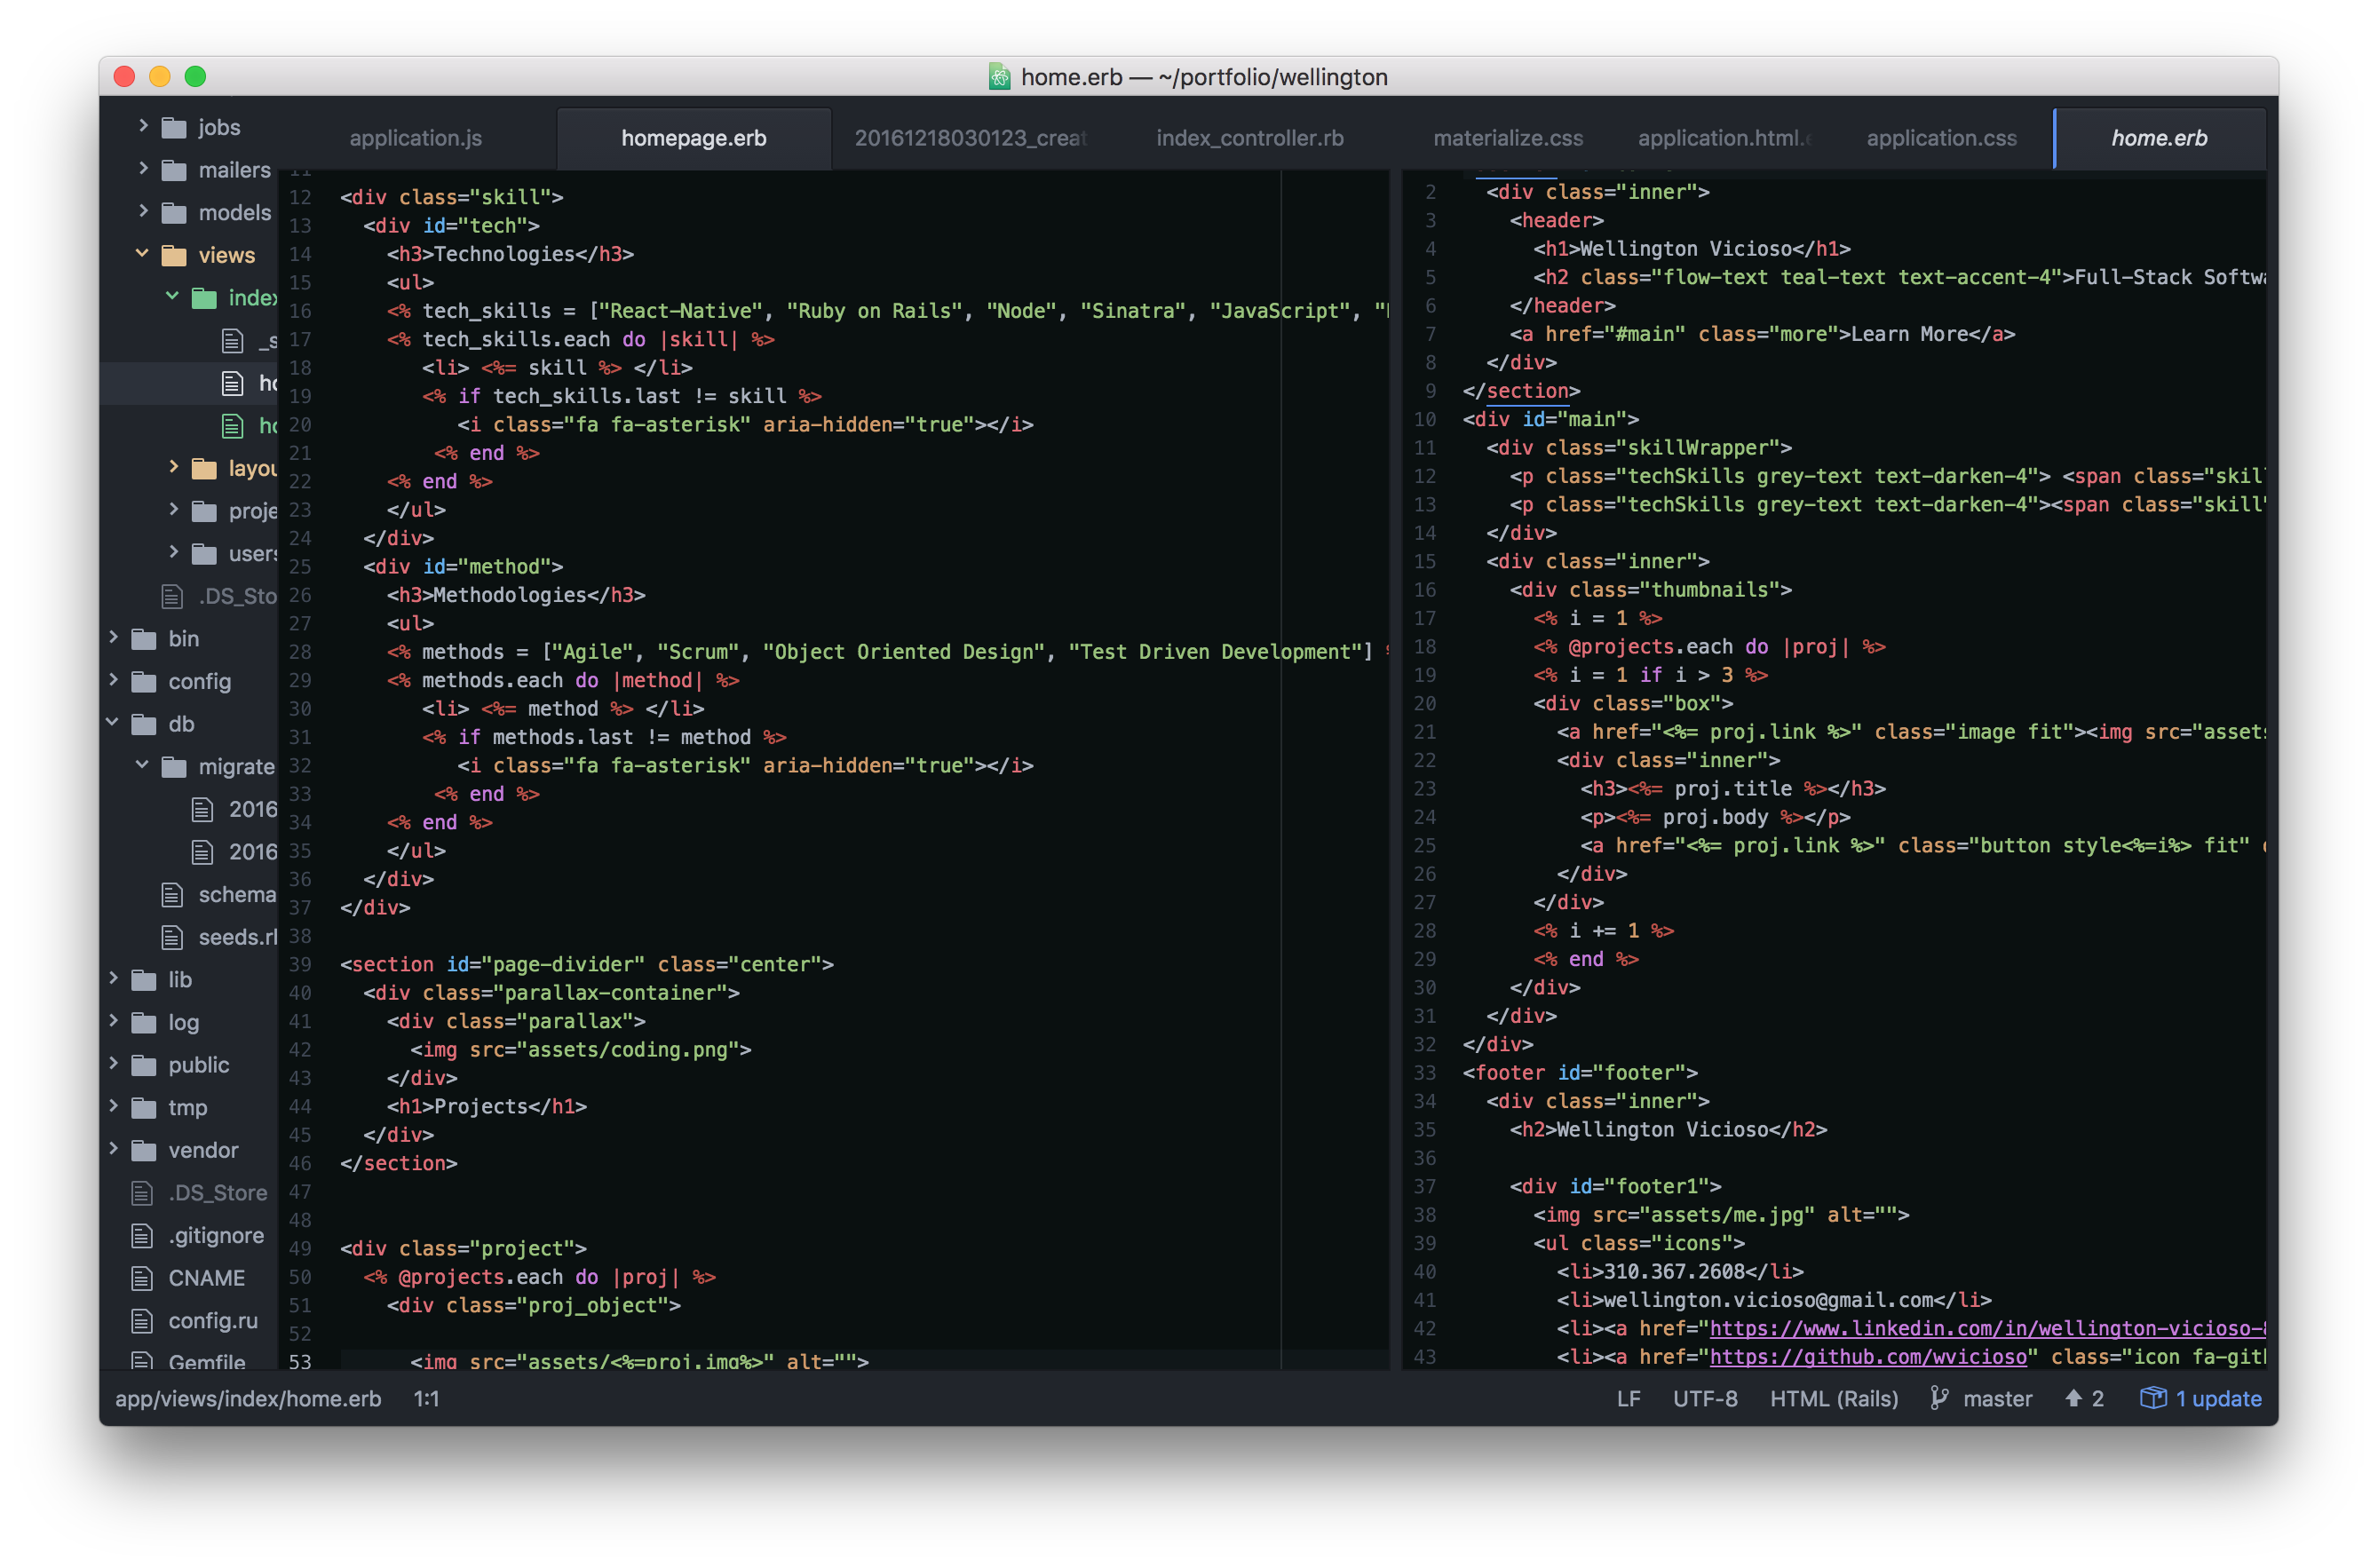 home.erb — ~/portfolio/wellington
jobs
mailers
models
views
index
layou
proje
users
.DS_Sto
bin
config
db
migrate
2016
2016
schema
seeds.r
lib
log
public
tmp
vendor
.DS_Store
.gitignore
CNAME
config.ru
Gemfile
application.js
homepage.erb
20161218030123_creat
index_controller.rb
11
12 <div class="skill">
13 <div id="tech">
14 <h3>Technologies</h3>
15 <ul>
16 <% tech_skills = ["React-Native", "Ruby on Rails", "Node", "Sinatra", "JavaScript", "
17 <% tech_skills.each do |skill| %>
18 <li> <%= skill %> </li>
19 <% if tech_skills.last != skill %>
20 <i class="fa fa-asterisk" aria-hidden="true"></i>
21 <% end %>
22 <% end %>
23 </ul>
24 </div>
25 <div id="method">
26 <h3>Methodologies</h3>
27 <ul>
28 <% methods = ["Agile", "Scrum", "Object Oriented Design", "Test Driven Development"]
29 <% methods.each do |method| %>
30 <li> <%= method %> </li>
31 <% if methods.last != method %>
32 <i class="fa fa-asterisk" aria-hidden="true"></i>
33 <% end %>
34 <% end %>
35 </ul>
36 </div>
37 </div>
38
39 <section id="page-divider" class="center">
40 <div class="parallax-container">
41 <div class="parallax">
42 <img src="assets/coding.png">
43 </div>
44 <h1>Projects</h1>
45 </div>
46 </section>
47
48
49 <div class="project">
50 <% @projects.each do |proj| %>
51 <div class="proj_object">
52
53 <img src="assets/<%=proj.img%>" alt="">
materialize.css
application.html.e
application.css
home.erb
2 <div class="inner">
3 <header>
4 <h1>Wellington Vicioso</h1>
5 <h2 class="flow-text teal-text text-accent-4">Full-Stack Softwa
6 </header>
7 <a href="#main" class="more">Learn More</a>
8 </div>
9 </section>
10 <div id="main">
11 <div class="skillWrapper">
12 <p class="techSkills grey-text text-darken-4"> <span class="skil
13 <p class="techSkills grey-text text-darken-4"><span class="skill"
14 </div>
15 <div class="inner">
16 <div class="thumbnails">
17 <% i = 1 %>
18 <% @projects.each do |proj| %>
19 <% i = 1 if i > 3 %>
20 <div class="box">
21 <a href="<%= proj.link %>" class="image fit"><img src="assets
22 <div class="inner">
23 <h3><%= proj.title %></h3>
24 <p><%= proj.body %></p>
25 <a href="<%= proj.link %>" class="button style<%=i%> fit"
26 </div>
27 </div>
28 <% i += 1 %>
29 <% end %>
30 </div>
31 </div>
32 </div>
33 <footer id="footer">
34 <div class="inner">
35 <h2>Wellington Vicioso</h2>
36
37 <div id="footer1">
38 <img src="assets/me.jpg" alt="">
39 <ul class="icons">
40 <li>310.367.2608</li>
41 <li>wellington.vicioso@gmail.com</li>
42 <li><a href="https://www.linkedin.com/in/wellington-vicioso-
43 <li><a href="https://github.com/wvicioso" class="icon fa-gith
app/views/index/home.erb 1:1
LF UTF-8 HTML (Rails) master 2 1 update